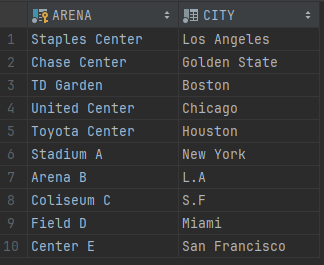 ARENA CITY
1 Staples Center Los Angeles
2 Chase Center Golden State
3 TD Garden Boston
4 United Center Chicago
5 Toyota Center Houston
6 Stadium A New York
7 Arena B L.A
8 Coliseum C S.F
9 Field D Miami
10 Center E San Francisco